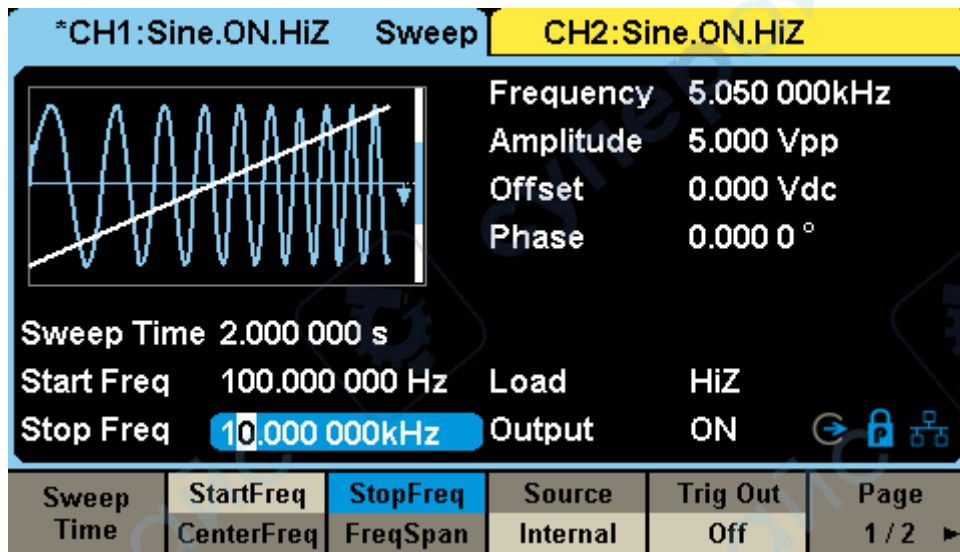 *CH1:Sine.ON.HiZ Sweep CH2:Sine.ON.HiZ
Frequency 5.050 000kHz
Amplitude 5.000 Vpp
Offset 0.000 Vdc
Phase 0.000 0 °
Sweep Time 2.000 000 s
Start Freq 100.000 000 Hz Load HiZ
Stop Freq 10.000 000kHz Output ON
Sweep Time StartFreq CenterFreq StopFreq FreqSpan Source Internal Trig Out Off Page 1 / 2